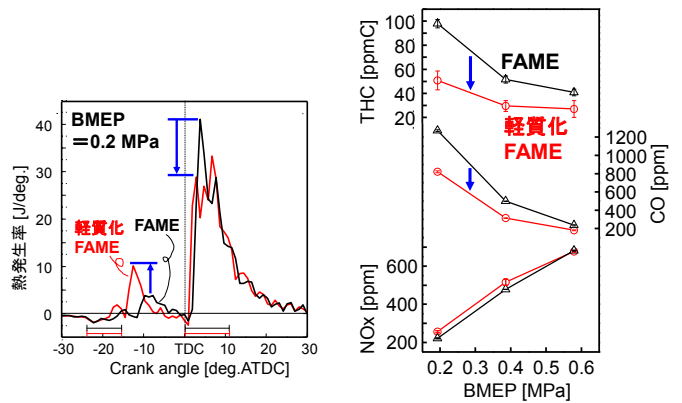 BMEP
＝0.2 MPa
熱発生率 [J/deg.]
40
30
20
10
0
軽質化
FAME
FAME
-30
-20
-10
TDC
10
20
30
Crank angle [deg.ATDC]
THC [ppmC]
100
80
60
40
20
FAME
軽質化
FAME
CO [ppm]
1200
1000
800
600
400
200
NOx [ppm]
600
400
200
0.2
0.3
0.4
0.5
0.6
BMEP [MPa]